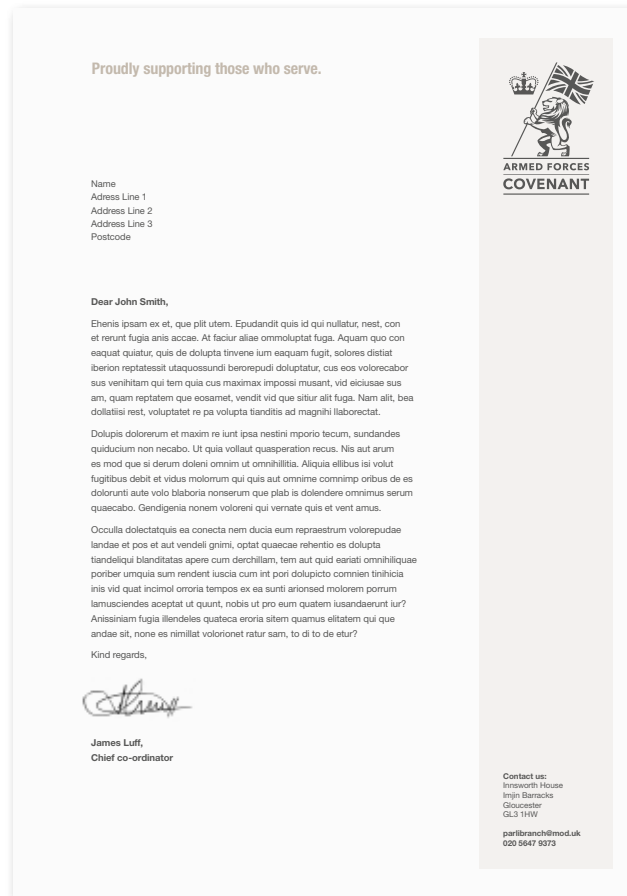 Proudly supporting those who serve.
ARMED FORCES
COVENANT
Name
Adress Line 1
Address Line 2
Address Line 3
Postcode
Dear John Smith,
Ehenis ipsam ex et, que plit utem. Epudandit quis id qui nullatur, nest, con
et rerunt fugia anis accae. At faciur aliae ommoluptat fuga. Aquam quo con
eaquat quiatur, quis de dolupta tinvene ium eaquam fugit, solores distiat
iberion reptatessit utaquossundi berorepudi doluptatur, cus eos volorecabor
sus venihitam qui tem quia cus maximax impossi musant, vid eiciusae sus
am, quam reptatem que eosamet, vendit vid que sitiur alit fuga. Nam alit, bea
dollatiisi rest, voluptatet re pa volupta tianditis ad magnihi llaborectat.
Dolupis dolorerum et maxim re iunt ipsa nestini mporio tecum, sundandes
quiducium non necabo. Ut quia vollaut quasperation recus. Nis aut arum
es mod que si derum doleni omnim ut omnihillitia. Aliquia ellibus isi volut
fugitibus debit et vidus molorrum qui quis aut omnime comnimp oribus de es
dolorunti aute volo blaboria nonserum que plab is dolendere omnimus serum
quaecabo. Gendigenia nonem voloreni qui vernate quis et vent amus.
Occulla dolectatquis ea conecta nem ducia eum repraestrum volorepudae
landae et pos et aut vendeli gnimi, optat quaecae rehentio es dolupta
tiandeliqui blanditatas apere cum derchillam, tem aut quid eariati omnihiliquae
poriber umquia sum rendent iuscia cum int pori dolupicto comnien tinihicia
inis vid quat incimol orroria tempos ex ea sunti arionsed molorem porrum
lamusciendes aceptat ut quunt, nobis ut pro eum quatem iusandaerunt iur?
Anissiniam fugia illendeles quateca eroria sitem quamus elitatem qui que
andae sit, none es nimillat volorionet ratur sam, to di to de etur?
Kind regards,
James Luff,
Chief co-ordinator
Contact us:
Innsworth House
Imjin Barracks
Gloucester
GL3 1HW
parlibranch@mod.uk
020 5647 9373